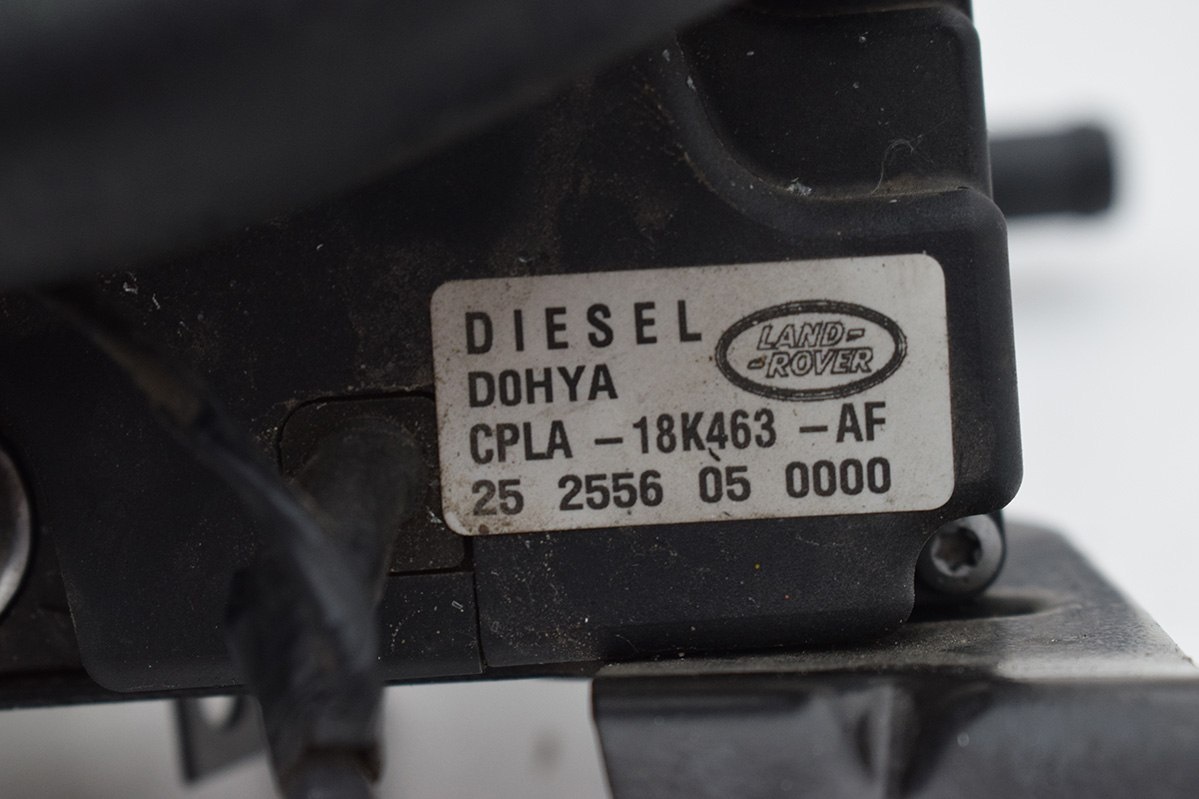 DIESEL
LAND-
-ROVER
D0HYA
CPLA -18K463 -AF
25 2556 05 0000